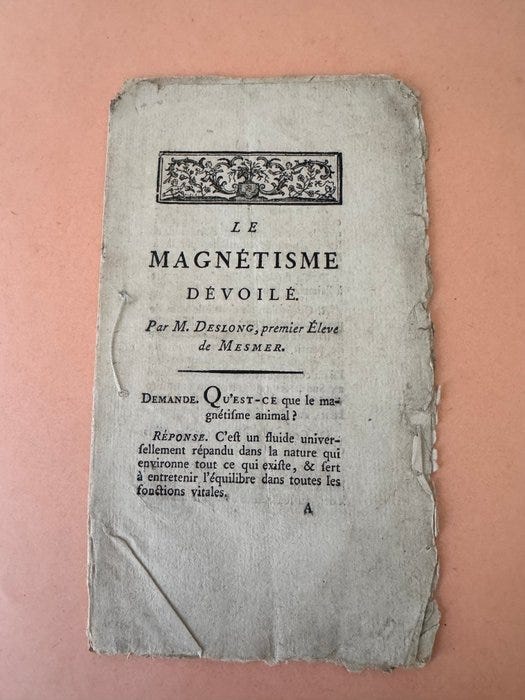 LE
MAGNÉTISME
DÉVOILÉ.
Par M. DESLONG, premier Éleve
de MESMER.
DEMANDE. QU'EST-CE que le ma-
gnétiſme animal ?
RÉPONSE. C'eſt un fluide univer-
ſellement répandu dans la nature qui
environne tout ce qui éxiſte, & ſert
à entretenir l'équilibre dans toutes les
fonctions vitales.
A